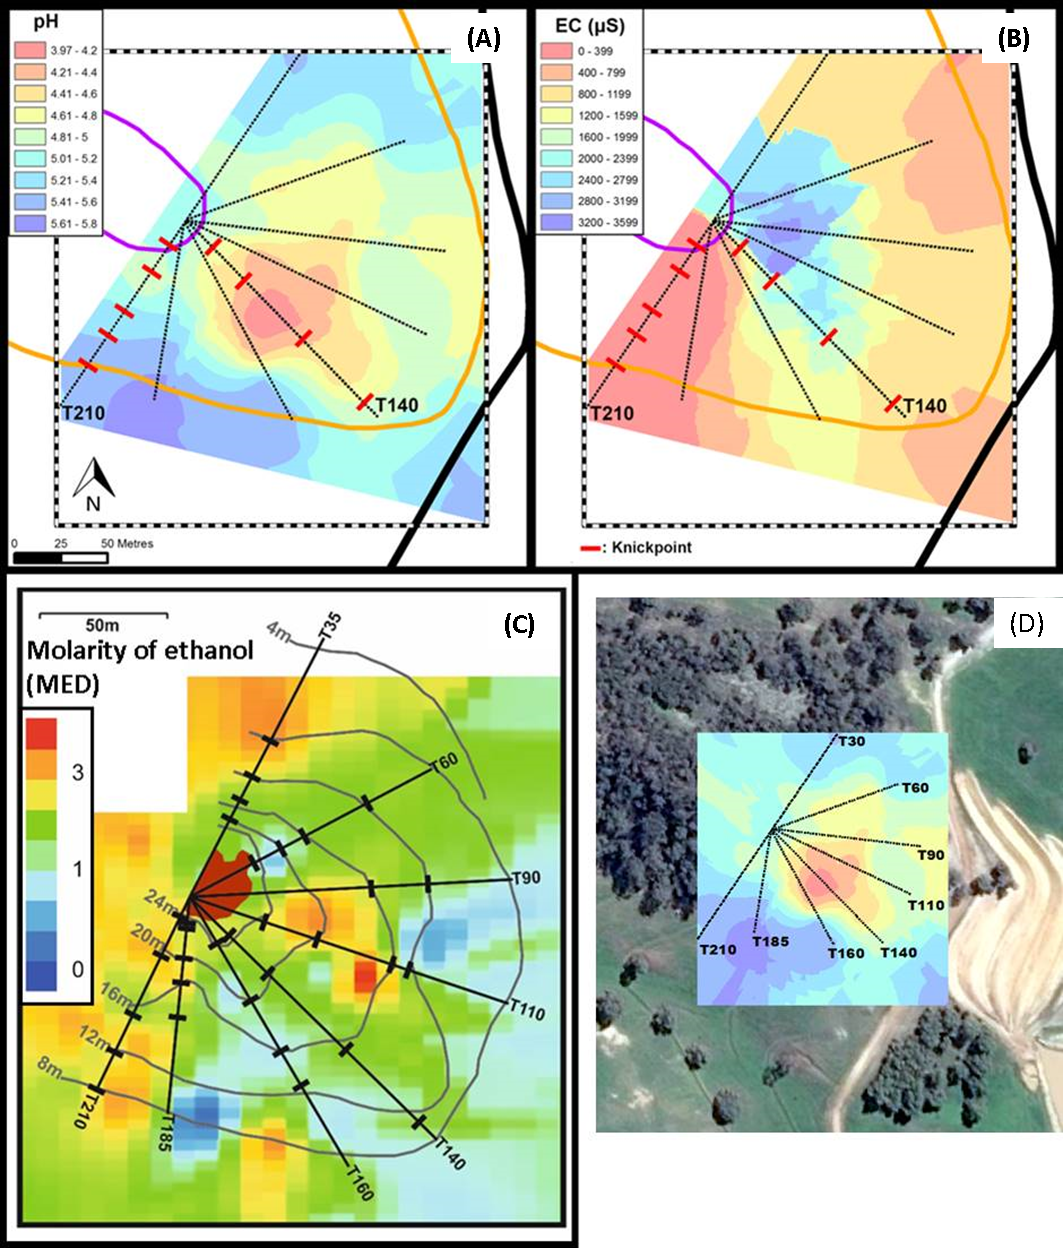 pH
3.97 - 4.2
4.21 - 4.4
4.41 - 4.6
4.61 - 4.8
4.81 - 5
5.01 - 5.2
5.21 - 5.4
5.41 - 5.6
5.61 - 5.8
(A)
T210
T140
N
0 25 50 Metres
EC (µS)
0 - 399
400 - 799
800 - 1199
1200 - 1599
1600 - 1999
2000 - 2399
2400 - 2799
2800 - 3199
3200 - 3599
(B)
T210
T140
: Knickpoint
50m
Molarity of ethanol
(MED)
3
1
0
(C)
4m
T35
T60
T90
T110
24m
20m
16m
12m
8m
T210
T185
T160
T140
(D)
T30
T60
T90
T110
T210
T185
T160
T140